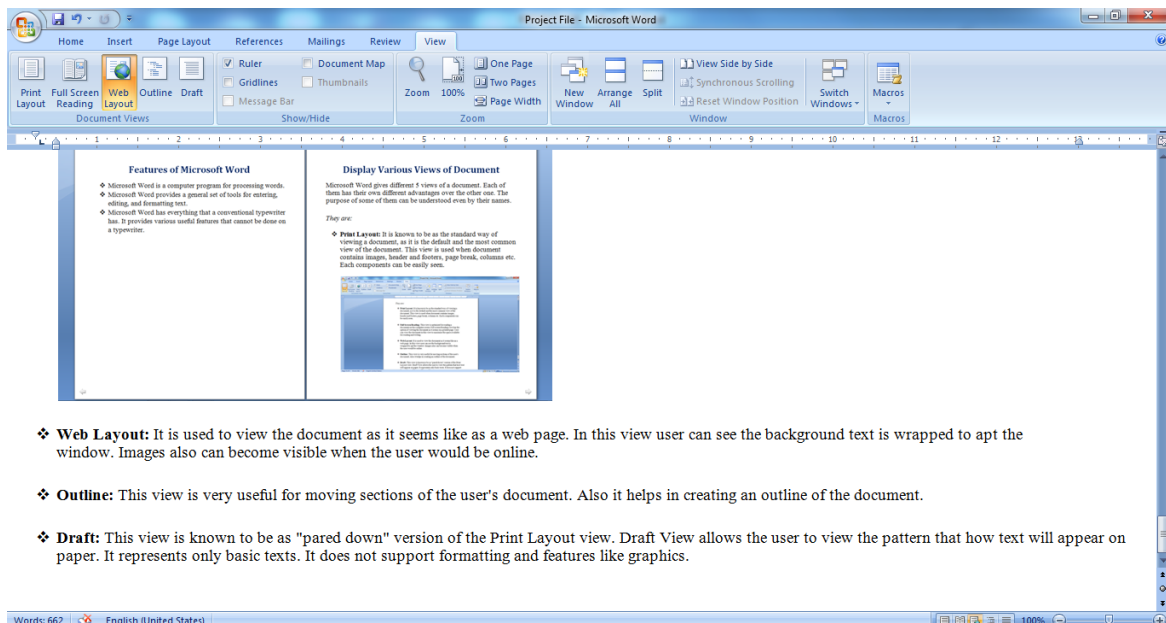 Project File - Microsoft Word
Home Insert Page Layout References Mailings Review View
Print Layout
Full Screen Reading
Web Layout
Outline
Draft
Document Views
Ruler
Gridlines
Message Bar
Document Map
Thumbnails
Show/Hide
Zoom
100%
One Page
Two Pages
Page Width
Zoom
New Window
Arrange All
Split
View Side by Side
Synchronous Scrolling
Reset Window Position
Switch Windows
Window
Macros
Macros
1 2 3 4 5 6 7 8 9 10 11 12 13
Features of Microsoft Word
❖ Microsoft Word is a computer program for processing words.
❖ Microsoft Word provides a general set of tools for entering,
editing, and formatting text.
❖ Microsoft Word has everything that a conventional typewriter
has. It provides various useful features that cannot be done on
a typewriter.
Display Various Views of Document
Microsoft Word gives different 5 views of a document. Each of
them has their own different advantages over the other one. The
purpose of some of them can be understood even by their names.
They are:
❖ Print Layout: It is known to be as the standard way of
viewing a document, as it is the default and the most common
view of the document. This view is used when document
contains images, header and footers, page break, columns etc.
Each components can be easily seen.
❖ Web Layout: It is used to view the document as it seems like as a web page. In this view user can see the background text is wrapped to apt the
window. Images also can become visible when the user would be online.
❖ Outline: This view is very useful for moving sections of the user's document. Also it helps in creating an outline of the document.
❖ Draft: This view is known to be as "pared down" version of the Print Layout view. Draft View allows the user to view the pattern that how text will appear on
paper. It represents only basic texts. It does not support formatting and features like graphics.
Words: 662 English (United States) 100%